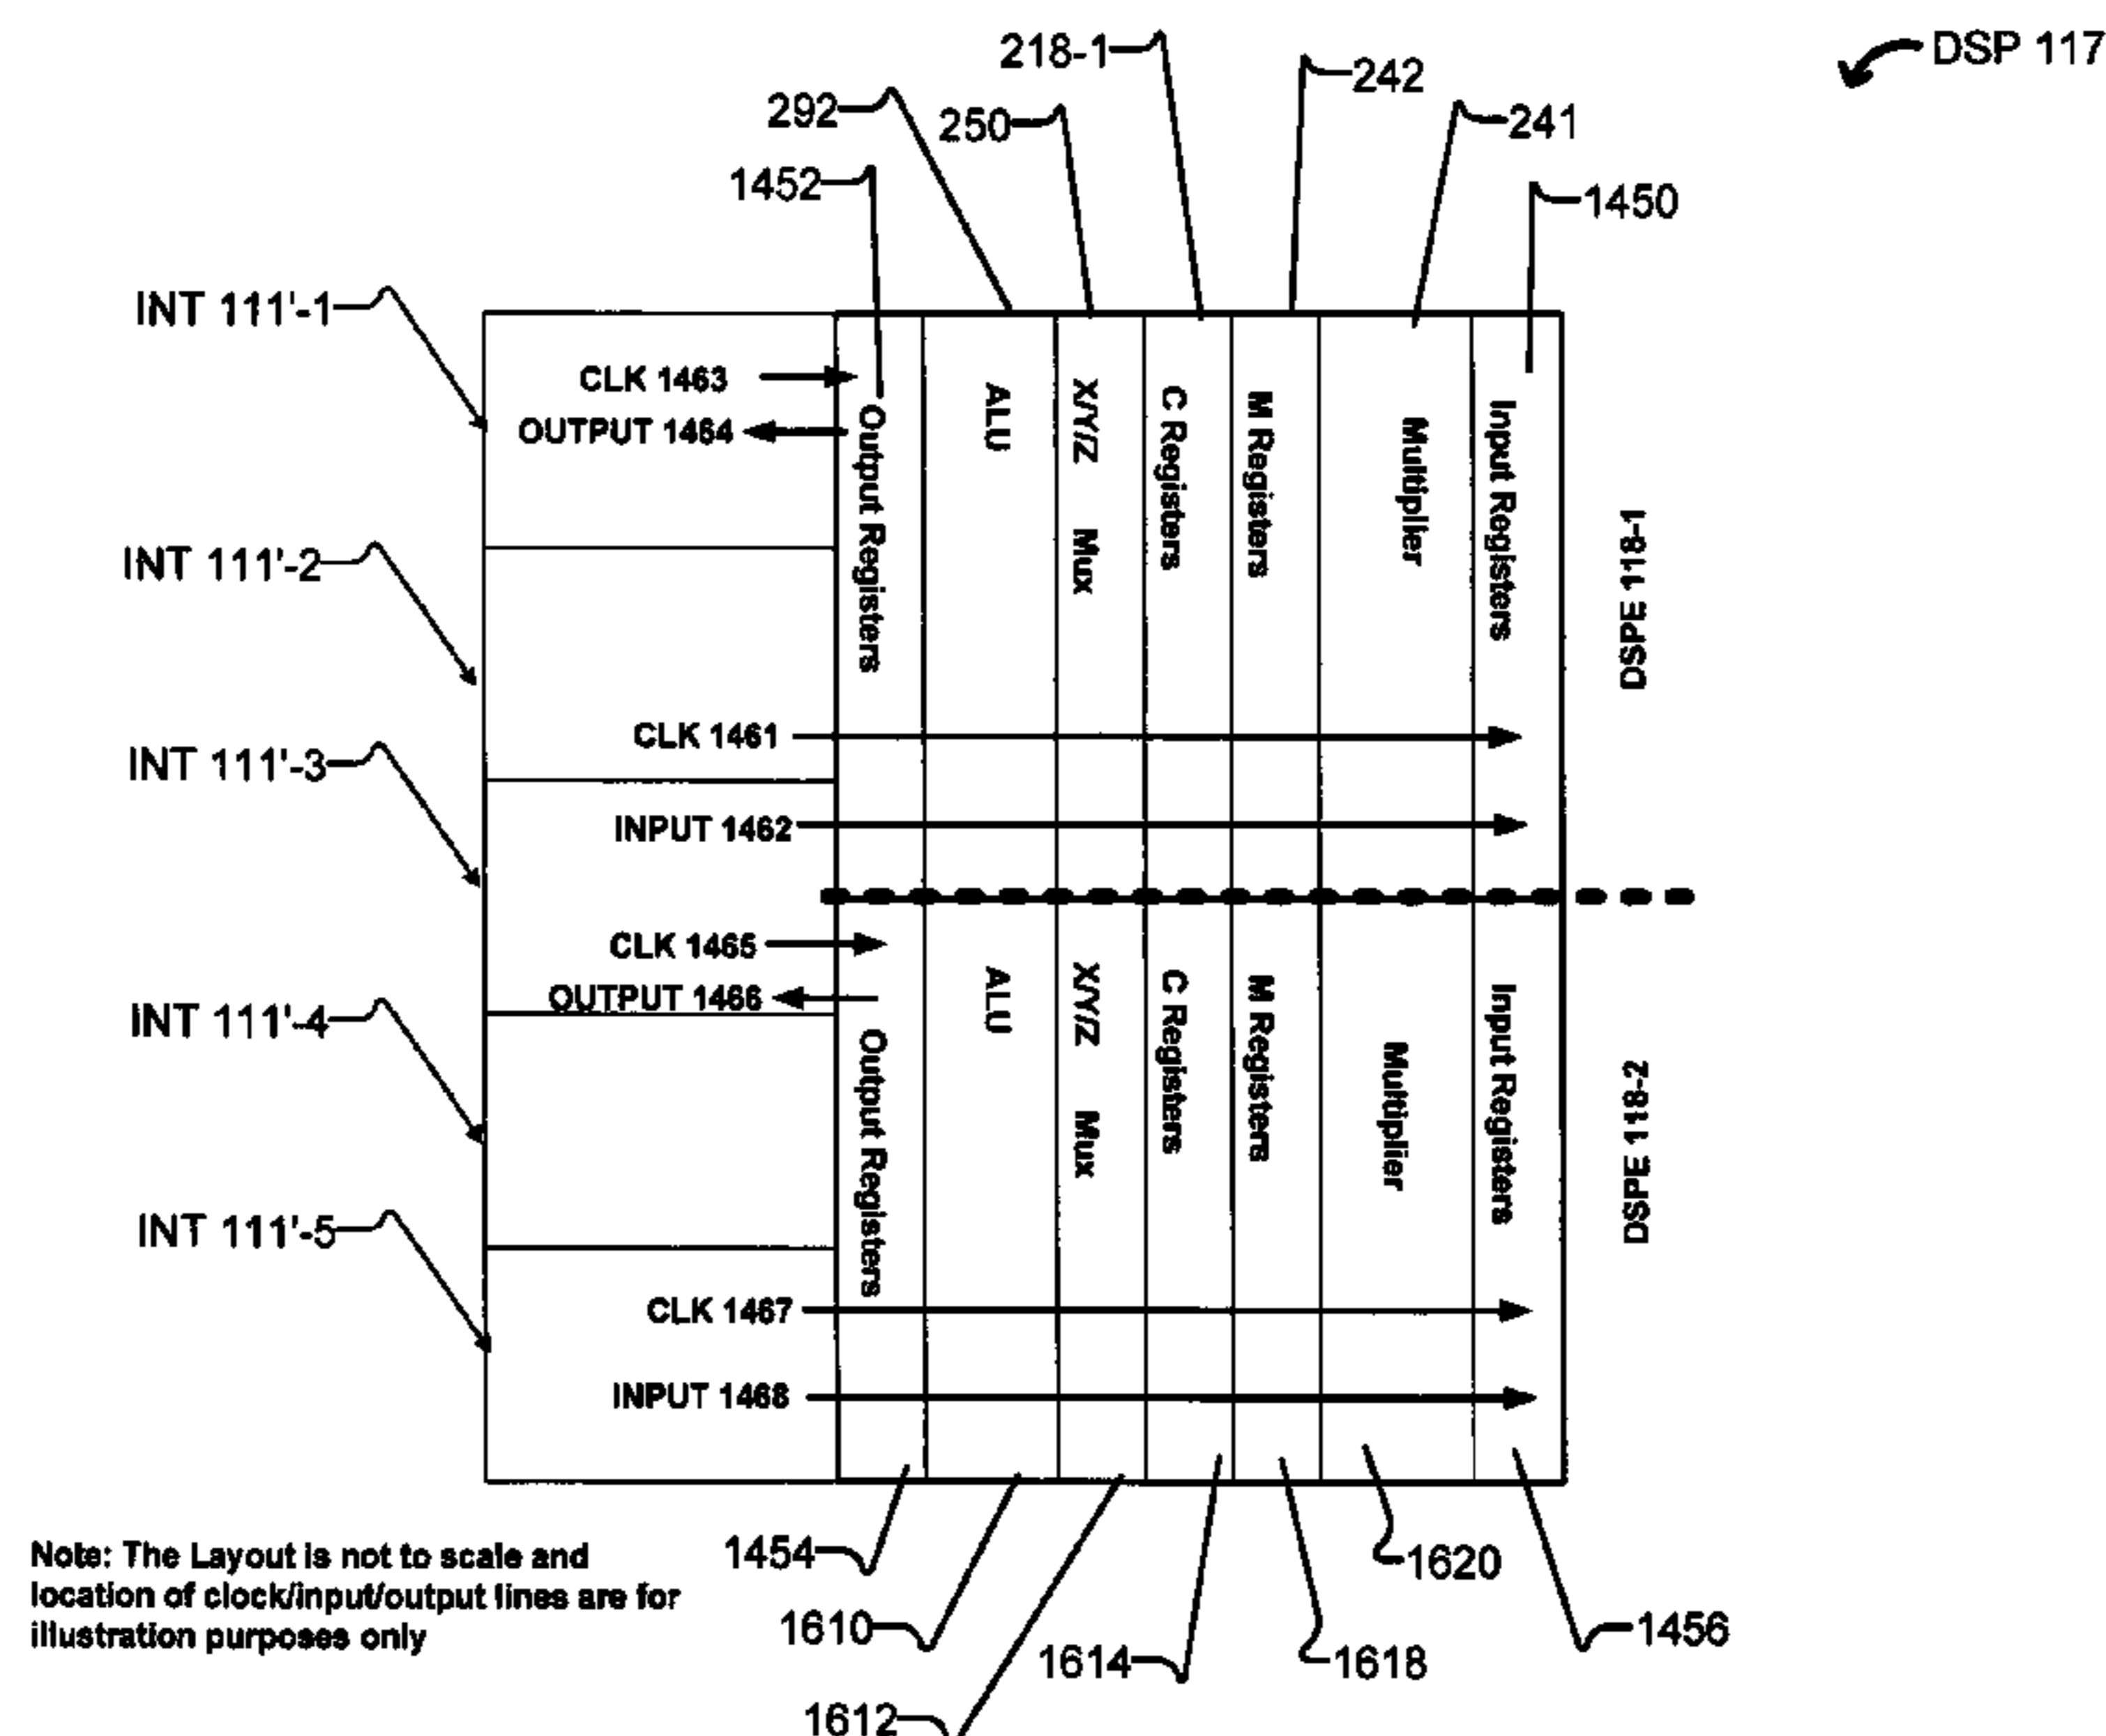 DSP 117
218-1
242
292
250
241
1452
1450
INT 111'-1
INT 111'-2
INT 111'-3
INT 111'-4
INT 111'-5
CLK 1463
OUTPUT 1464
CLK 1461
INPUT 1462
CLK 1465
OUTPUT 1466
CLK 1467
INPUT 1468
Output Registers
ALU
X/Y/Z Mux
C Registers
M Registers
Multiplier
Input Registers
DSPE 118-1
Output Registers
ALU
X/Y/Z Mux
C Registers
M Registers
Multiplier
Input Registers
DSPE 118-2
1454
1610
1612
1614
1618
1620
1456
Note: The Layout is not to scale and
location of clock/input/output lines are for
illustration purposes only